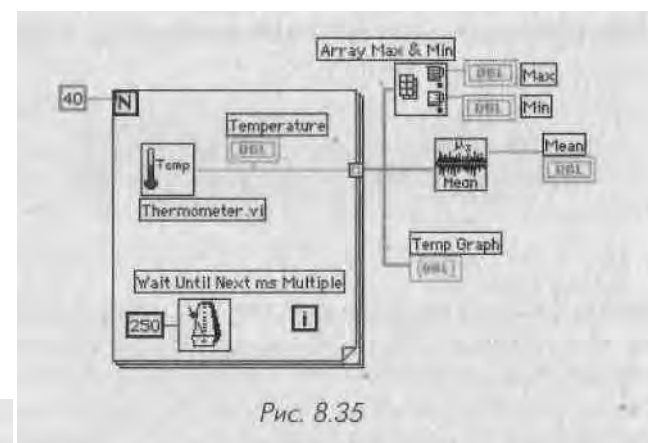 Array Max & Min
DBL Max
40 N
DBL Min
Temperature
DBL
Mean
Temp
DBL
Mean
Thermometer.vi
Temp Graph
[DBL]
Wait Until Next ms Multiple
250 i
Рис. 8.35